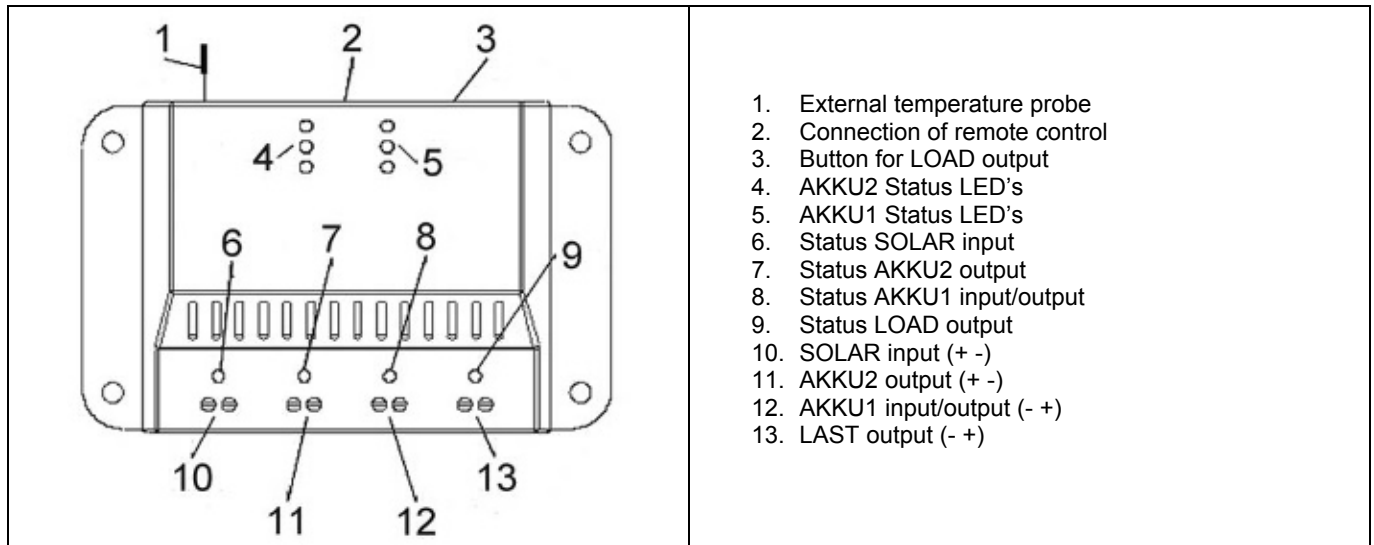 1 2 3
4 5
6 7 8 9
10 11 12 13
1. External temperature probe
2. Connection of remote control
3. Button for LOAD output
4. AKKU2 Status LED’s
5. AKKU1 Status LED’s
6. Status SOLAR input
7. Status AKKU2 output
8. Status AKKU1 input/output
9. Status LOAD output
10. SOLAR input (+ -)
11. AKKU2 output (+ -)
12. AKKU1 input/output (- +)
13. LAST output (- +)